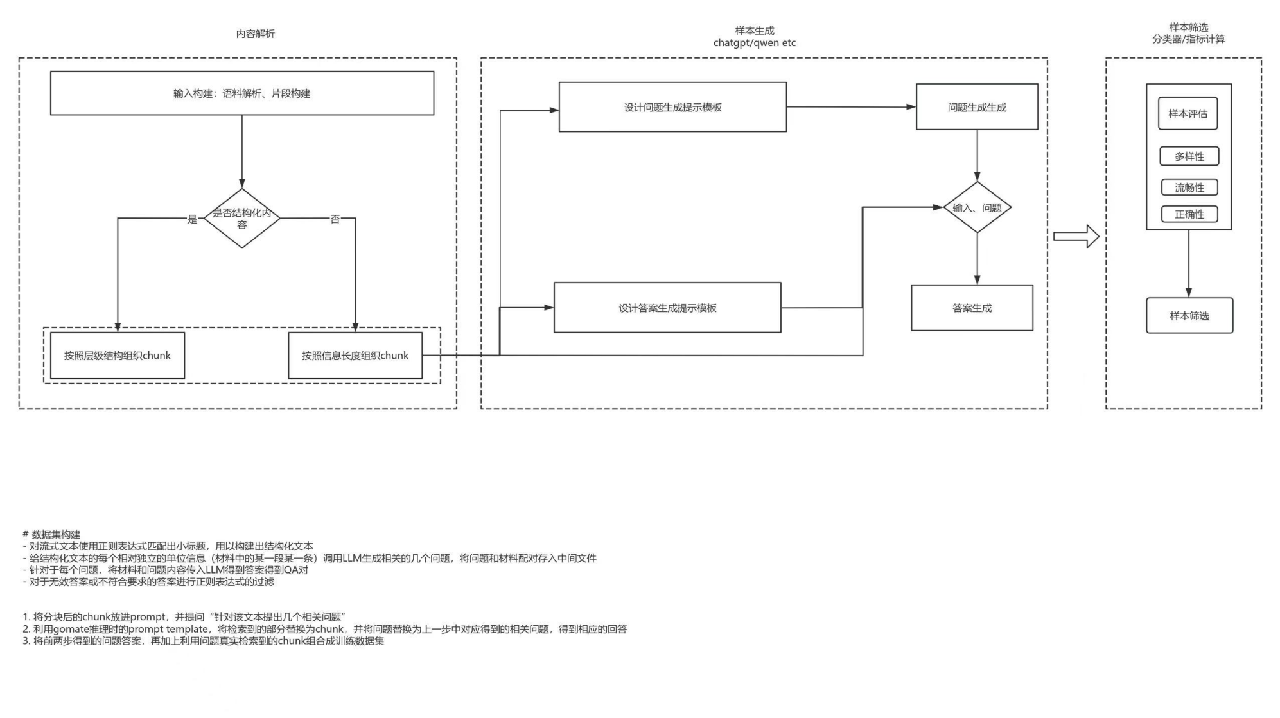 内容解析
输入构建：语料解析、片段构建
是否结构化内
容
是
否
按照层级结构组织chunk
按照信息长度组织chunk
样本生成
chatgpt/qwen etc
设计问题生成提示模板
问题生成生成
输入、问题
设计答案生成提示模板
答案生成
样本筛选
分类器/指标计算
样本评估
多样性
流畅性
正确性
样本筛选
# 数据集构建
- 对流式文本使用正则表达式匹配出小标题，用以构建出结构化文本
- 给结构化文本的每个相对独立的单位信息（材料中的某一段某一条）调用LLM生成相关的几个问题，将问题和材料配对存入中间文件
- 针对于每个问题，将材料和问题内容传入LLM得到答案得到QA对
- 对于无效答案或不符合要求的答案进行正则表达式的过滤
1. 将分块后的chunk放进prompt，并提问“针对该文本提出几个相关问题”
2. 利用gomate推理时的prompt template，将检索到的部分替换为chunk，并将问题替换为上一步中对应得到的相关问题，得到相应的回答
3. 将前两步得到的问题答案，再加上利用问题真实检索到的chunk组合成训练数据集